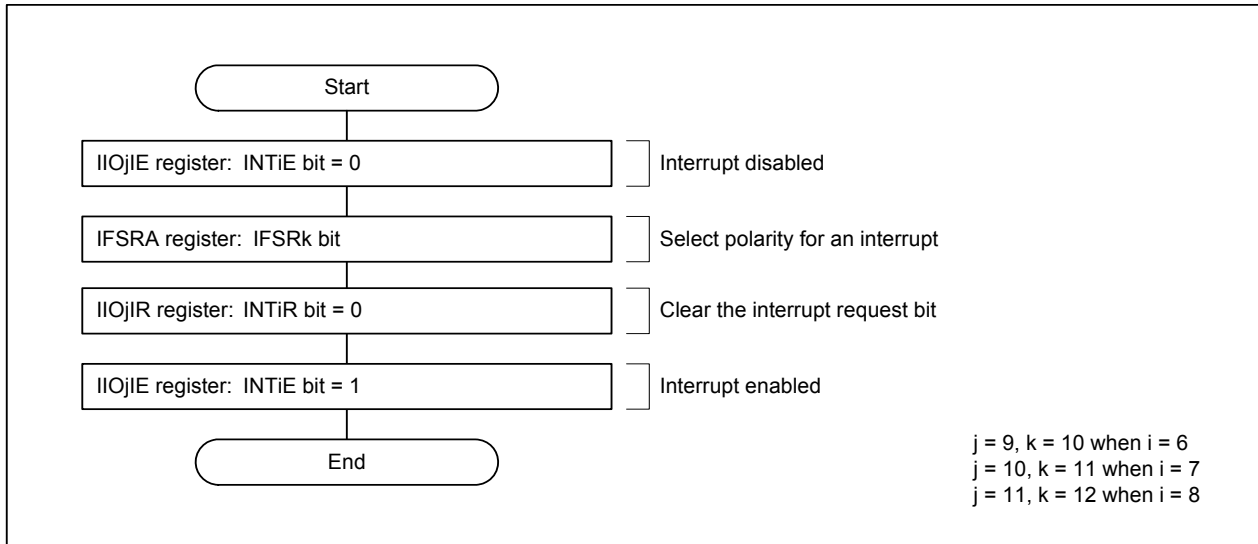 Start
IIOjIE register: INTiE bit = 0
Interrupt disabled
IFSRA register: IFSRk bit
Select polarity for an interrupt
IIOjIR register: INTiR bit = 0
Clear the interrupt request bit
IIOjIE register: INTiE bit = 1
Interrupt enabled
End
j = 9, k = 10 when i = 6
j = 10, k = 11 when i = 7
j = 11, k = 12 when i = 8